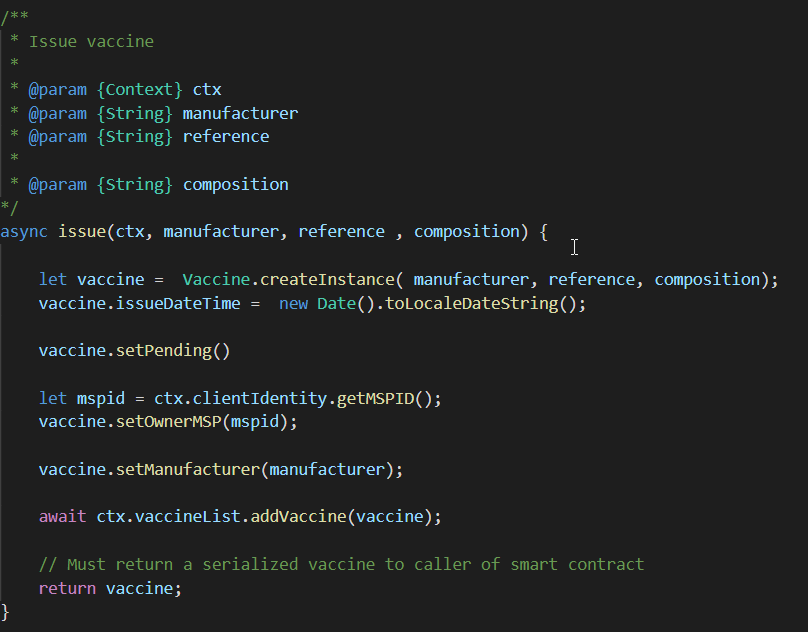 /**
 * Issue vaccine
 *
 * @param {Context} ctx
 * @param {String} manufacturer
 * @param {String} reference
 *
 * @param {String} composition
*/
async issue(ctx, manufacturer, reference , composition) {
    let vaccine =  Vaccine.createInstance( manufacturer, reference, composition);
    vaccine.issueDateTime =  new Date().toLocaleDateString();
    vaccine.setPending()
    let mspid = ctx.clientIdentity.getMSPID();
    vaccine.setOwnerMSP(mspid);
    vaccine.setManufacturer(manufacturer);
    await ctx.vaccineList.addVaccine(vaccine);
    // Must return a serialized vaccine to caller of smart contract
    return vaccine;
}